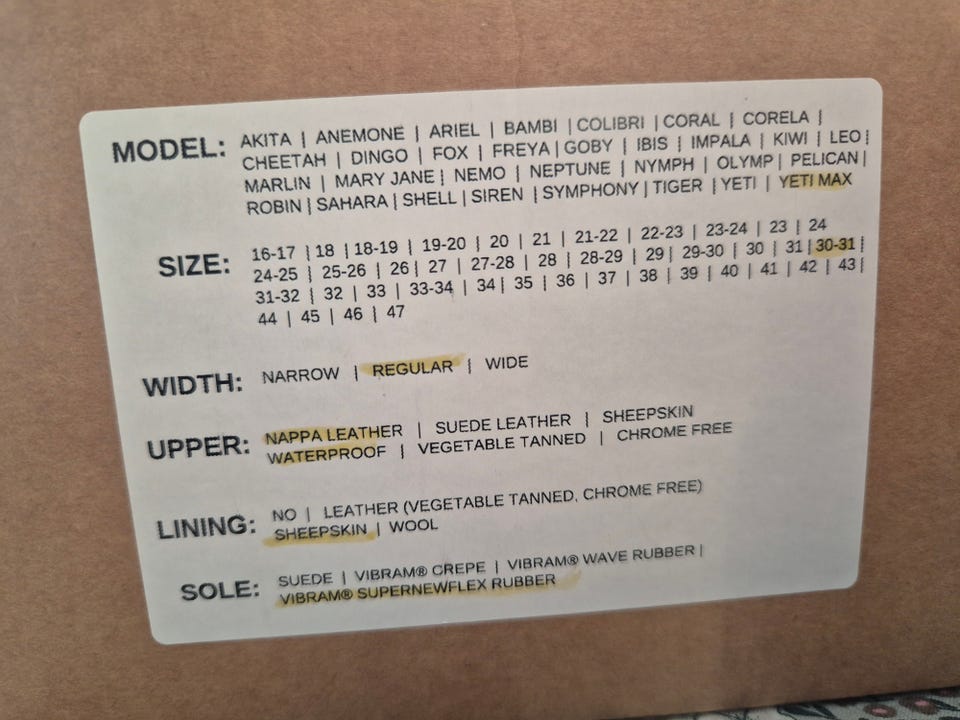 MODEL: AKITA | ANEMONE | ARIEL | BAMBI | COLIBRI | CORAL | CORELA |
CHEETAH | DINGO | FOX | FREYA | GOBY | IBIS | IMPALA | KIWI | LEO |
MARLIN | MARY JANE | NEMO | NEPTUNE | NYMPH | OLYMP | PELICAN |
ROBIN | SAHARA | SHELL | SIREN | SYMPHONY | TIGER | YETI | YETI MAX
SIZE: 16-17 | 18 | 18-19 | 19-20 | 20 | 21 | 21-22 | 22-23 | 23-24 | 23 | 24
24-25 | 25-26 | 26 | 27 | 27-28 | 28 | 28-29 | 29 | 29-30 | 30 | 31 | 30-31 |
31-32 | 32 | 33 | 33-34 | 34 | 35 | 36 | 37 | 38 | 39 | 40 | 41 | 42 | 43 |
44 | 45 | 46 | 47
WIDTH: NARROW | REGULAR | WIDE
UPPER: NAPPA LEATHER | SUEDE LEATHER | SHEEPSKIN
WATERPROOF | VEGETABLE TANNED | CHROME FREE
LINING: NO | LEATHER (VEGETABLE TANNED, CHROME FREE)
SHEEPSKIN | WOOL
SOLE: SUEDE | VIBRAM® CREPE | VIBRAM® WAVE RUBBER |
VIBRAM® SUPERNEWFLEX RUBBER